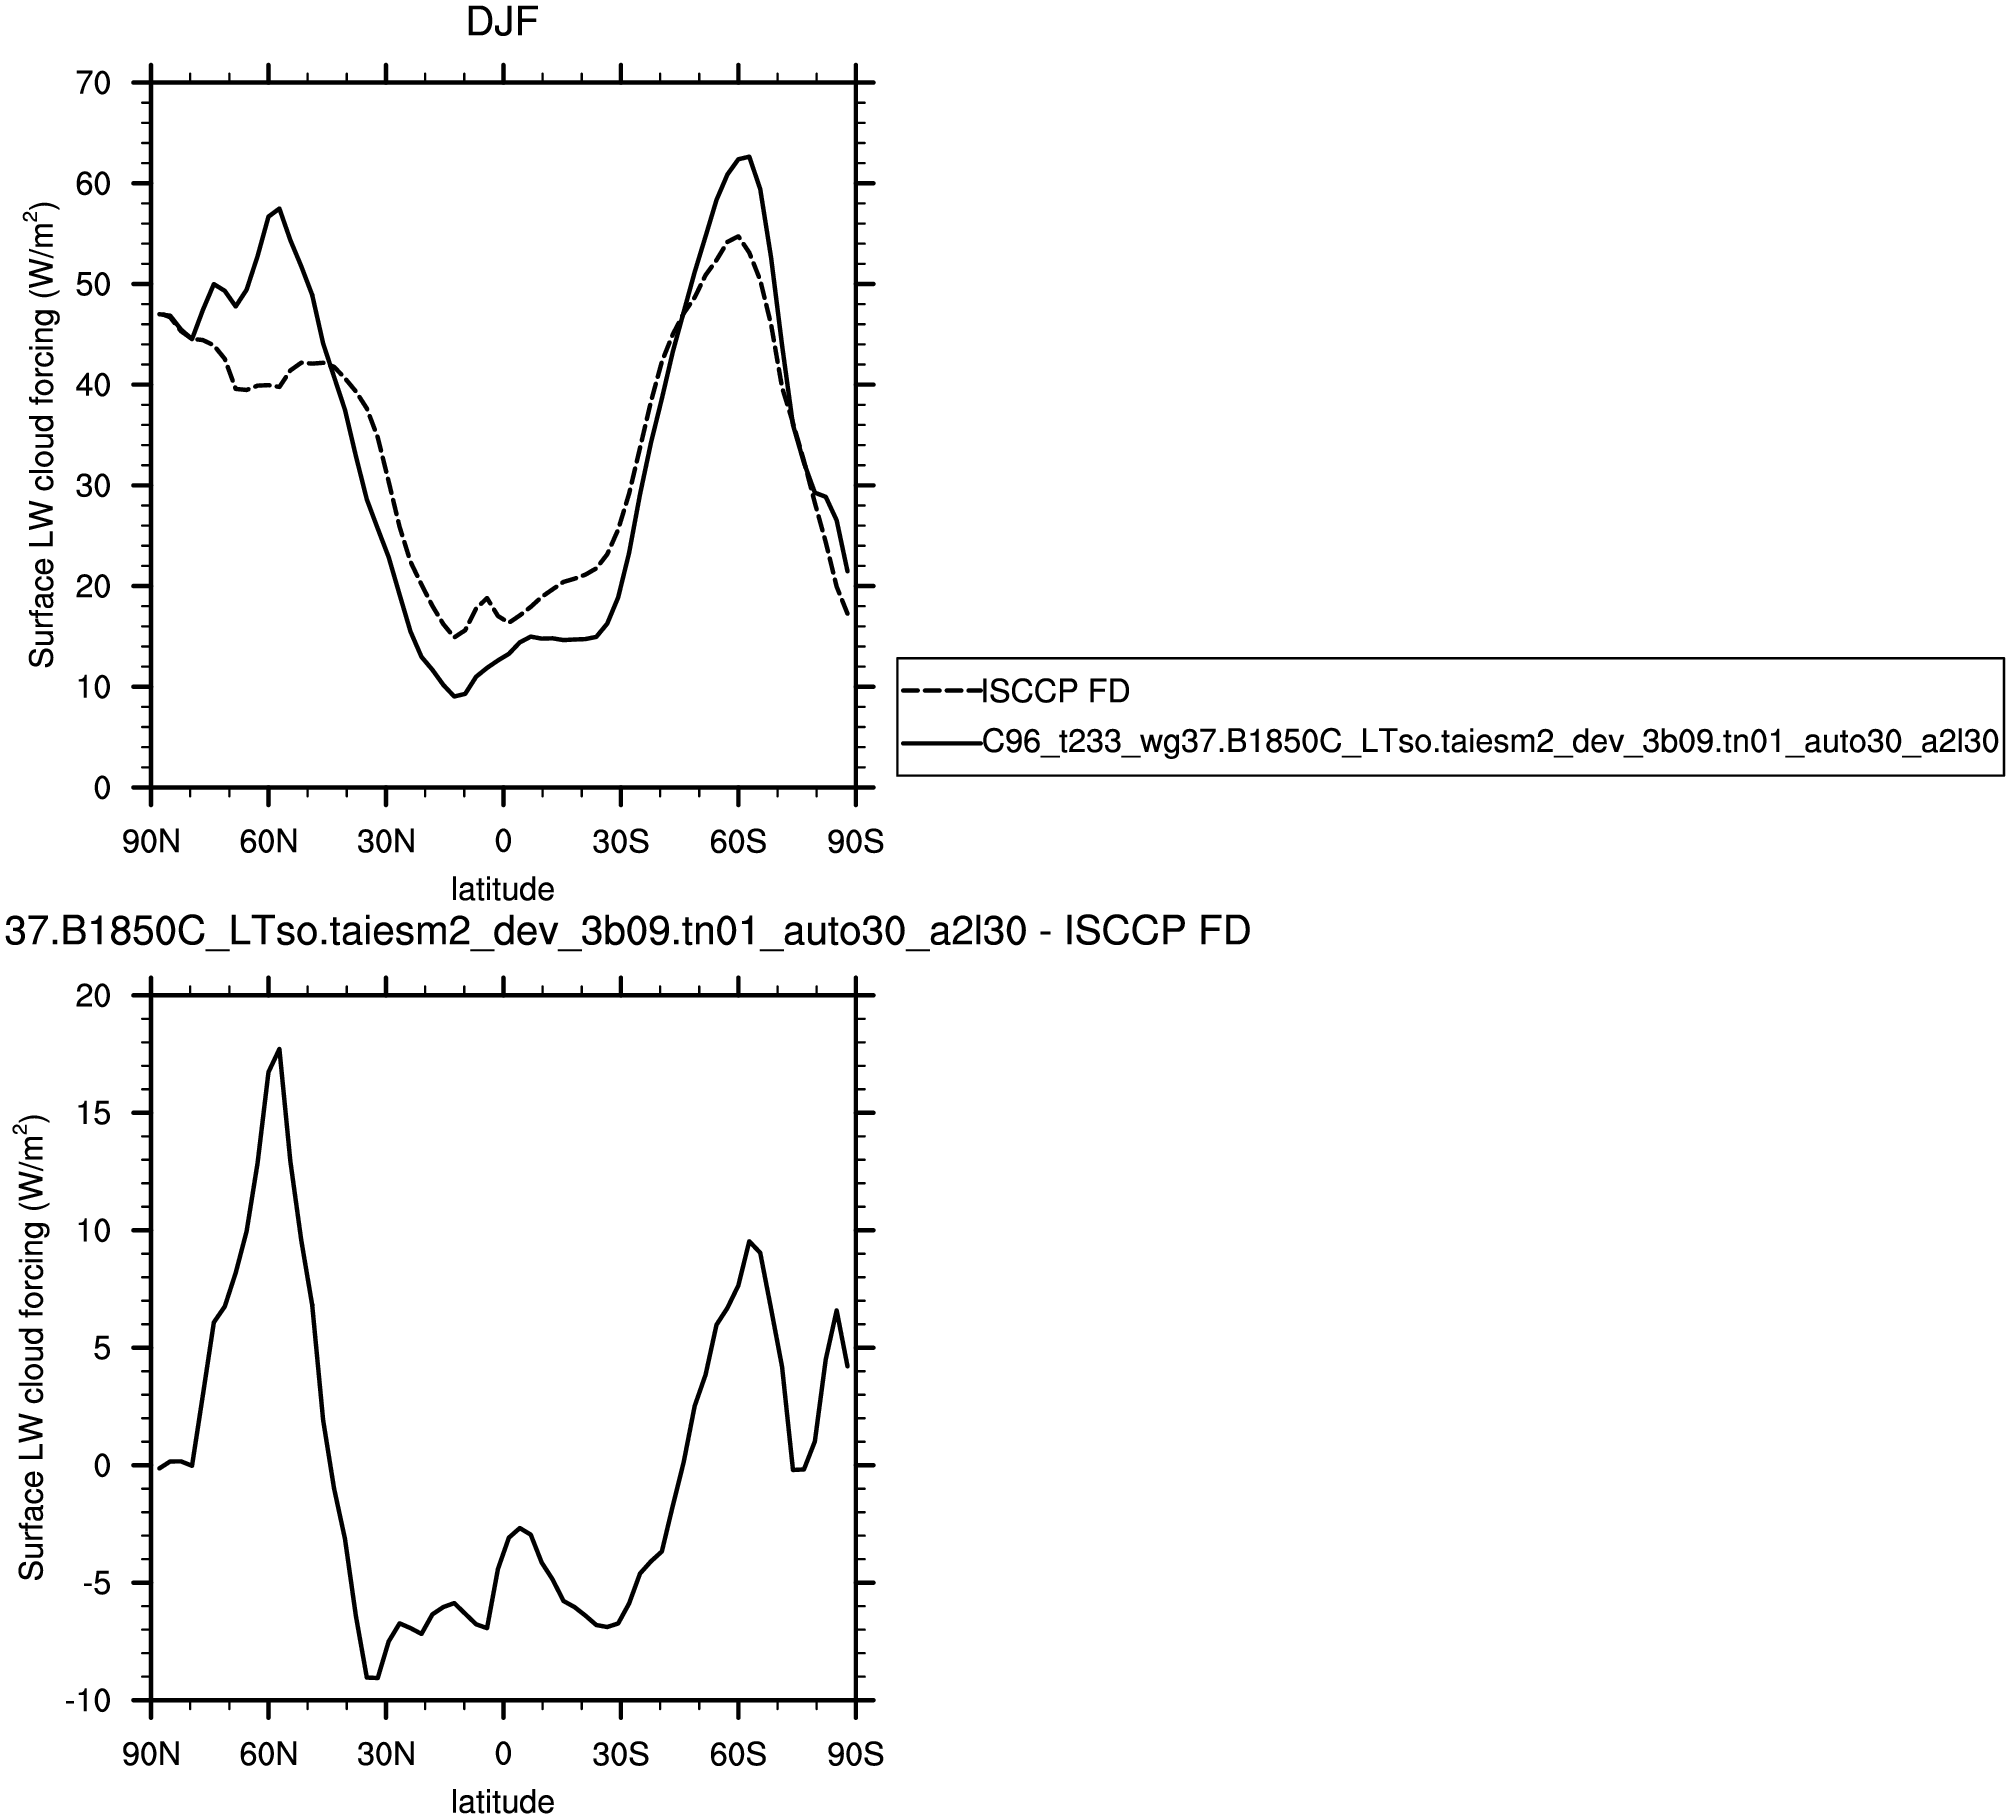 DJF
70
60
50
40
30
20
10
0
Surface LW cloud forcing (W/m²)
90N 60N 30N 0 30S 60S 90S
latitude
ISCCP FD
C96_t233_wg37.B1850C_LTso.taiesm2_dev_3b09.tn01_auto30_a2l30
37.B1850C_LTso.taiesm2_dev_3b09.tn01_auto30_a2l30 - ISCCP FD
20
15
10
5
0
-5
-10
Surface LW cloud forcing (W/m²)
90N 60N 30N 0 30S 60S 90S
latitude